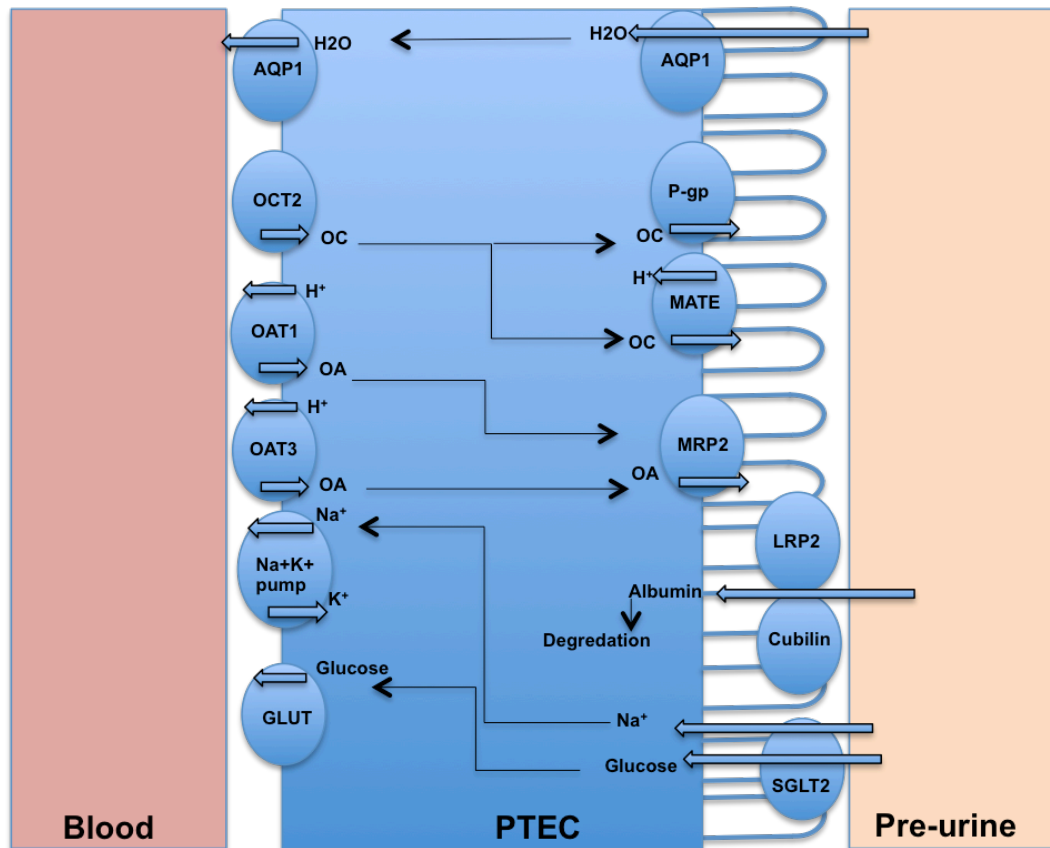 H2O
H2O
AQP1
AQP1
OCT2
P-gp
OC
OC
H+
H+
MATE
OAT1
OC
OA
H+
OAT3
MRP2
OA
OA
Na+
LRP2
Na+K+
pump
K+
Albumin
Degredation
Cubilin
Glucose
GLUT
Na+
Glucose
SGLT2
Blood
PTEC
Pre-urine